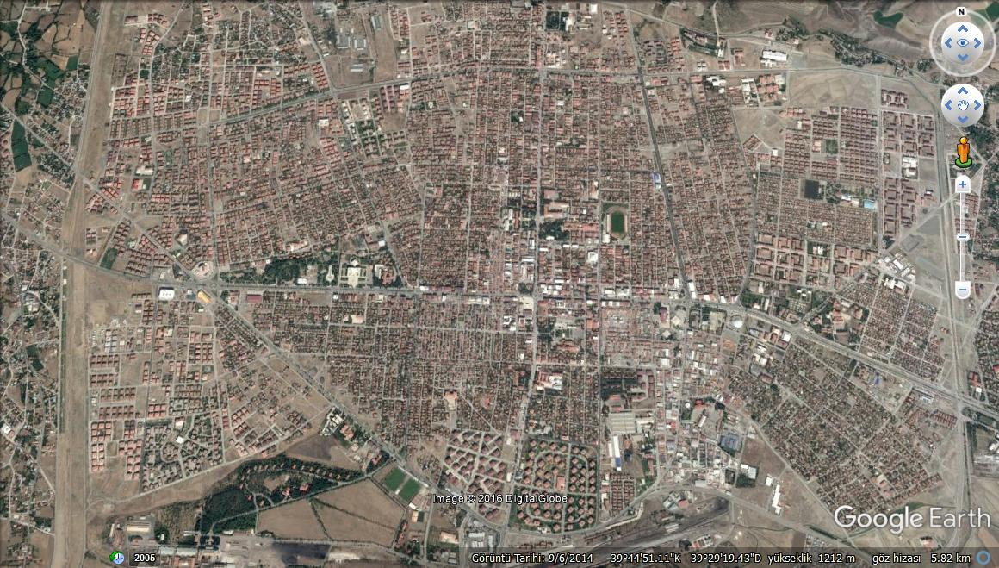 N
Image © 2016 DigitalGlobe
Google Earth
2005
Görüntü Tarihi: 9/6/2014 39°44'51.11"K 39°29'19.43"D yükseklik 1212 m göz hizası 5.82 km